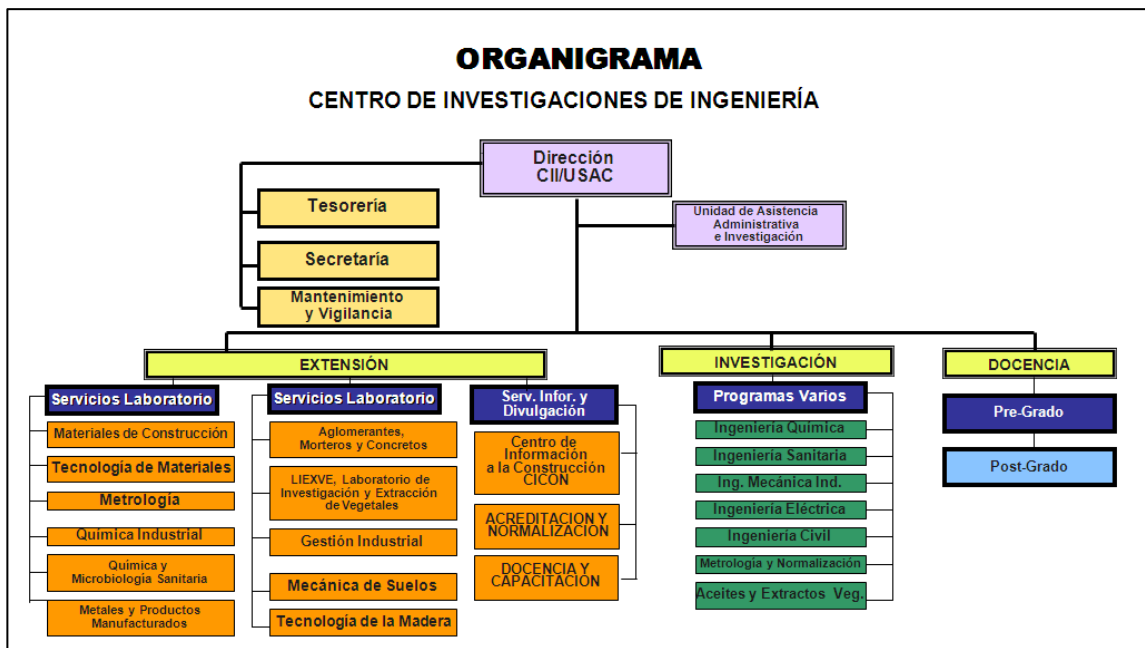 ORGANIGRAMA
CENTRO DE INVESTIGACIONES DE INGENIERÍA
Dirección
CII/USAC
Tesorería
Secretaría
Mantenimiento
y Vigilancia
Unidad de Asistencia
Administrativa
e Investigación
EXTENSIÓN
Servicios Laboratorio
Materiales de Construcción
Tecnología de Materiales
Metrología
Química Industrial
Química y
Microbiología Sanitaria
Metales y Productos
Manufacturados
Servicios Laboratorio
Aglomerantes,
Morteros y Concretos
LIEXVE, Laboratorio de
Investigación y Extracción
de Vegetales
Gestión Industrial
Mecánica de Suelos
Tecnología de la Madera
Serv. Infor. y
Divulgación
Centro de
Información
a la Construcción
CICON
ACREDITACION Y
NORMALIZACIÓN
DOCENCIA Y
CAPACITACIÓN
INVESTIGACIÓN
Programas Varios
Ingeniería Química
Ingeniería Sanitaria
Ing. Mecánica Ind.
Ingeniería Eléctrica
Ingeniería Civil
Metrología y Normalización
Aceites y Extractos Veg.
DOCENCIA
Pre-Grado
Post-Grado